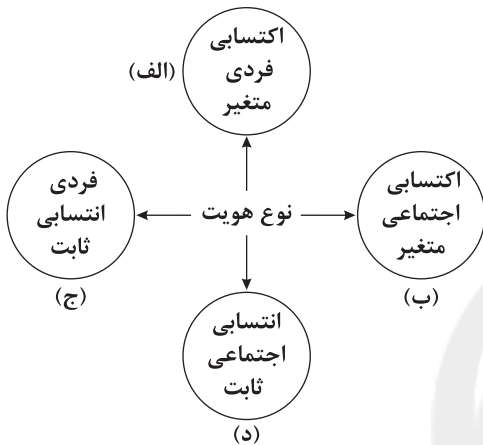 اکتسابی
فردی
متغیر
(الف)
اکتسابی
اجتماعی
متغیر
(ب)
نوع هویت
فردی
انتسابی
ثابت
(ج)
انتسابی
اجتماعی
ثابت
(د)